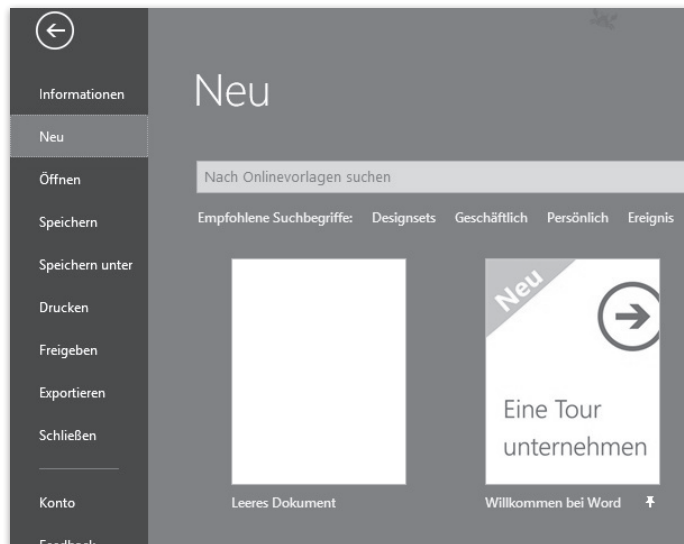 Informationen
Neu
Öffnen
Speichern
Speichern unter
Drucken
Freigeben
Exportieren
Schließen
Konto
Feedback
Neu
Nach Onlinevorlagen suchen
Empfohlene Suchbegriffe: Designsets Geschäftlich Persönlich Ereignis
Leeres Dokument
Neu
Eine Tour
unternehmen
Willkommen bei Word